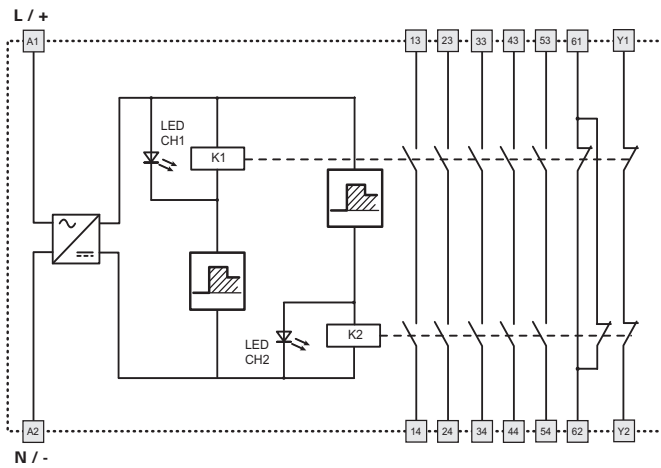 L / +
A1 13 23 33 43 53 61 Y1
LED
CH1
K1
LED
CH2
K2
A2 14 24 34 44 54 62 Y2
N / -